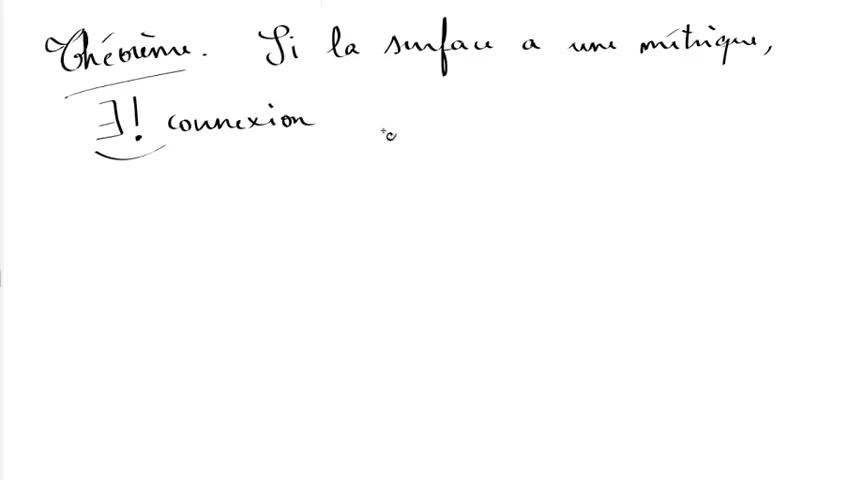 Théorème. Si la surface a une métrique,
∃! connexion